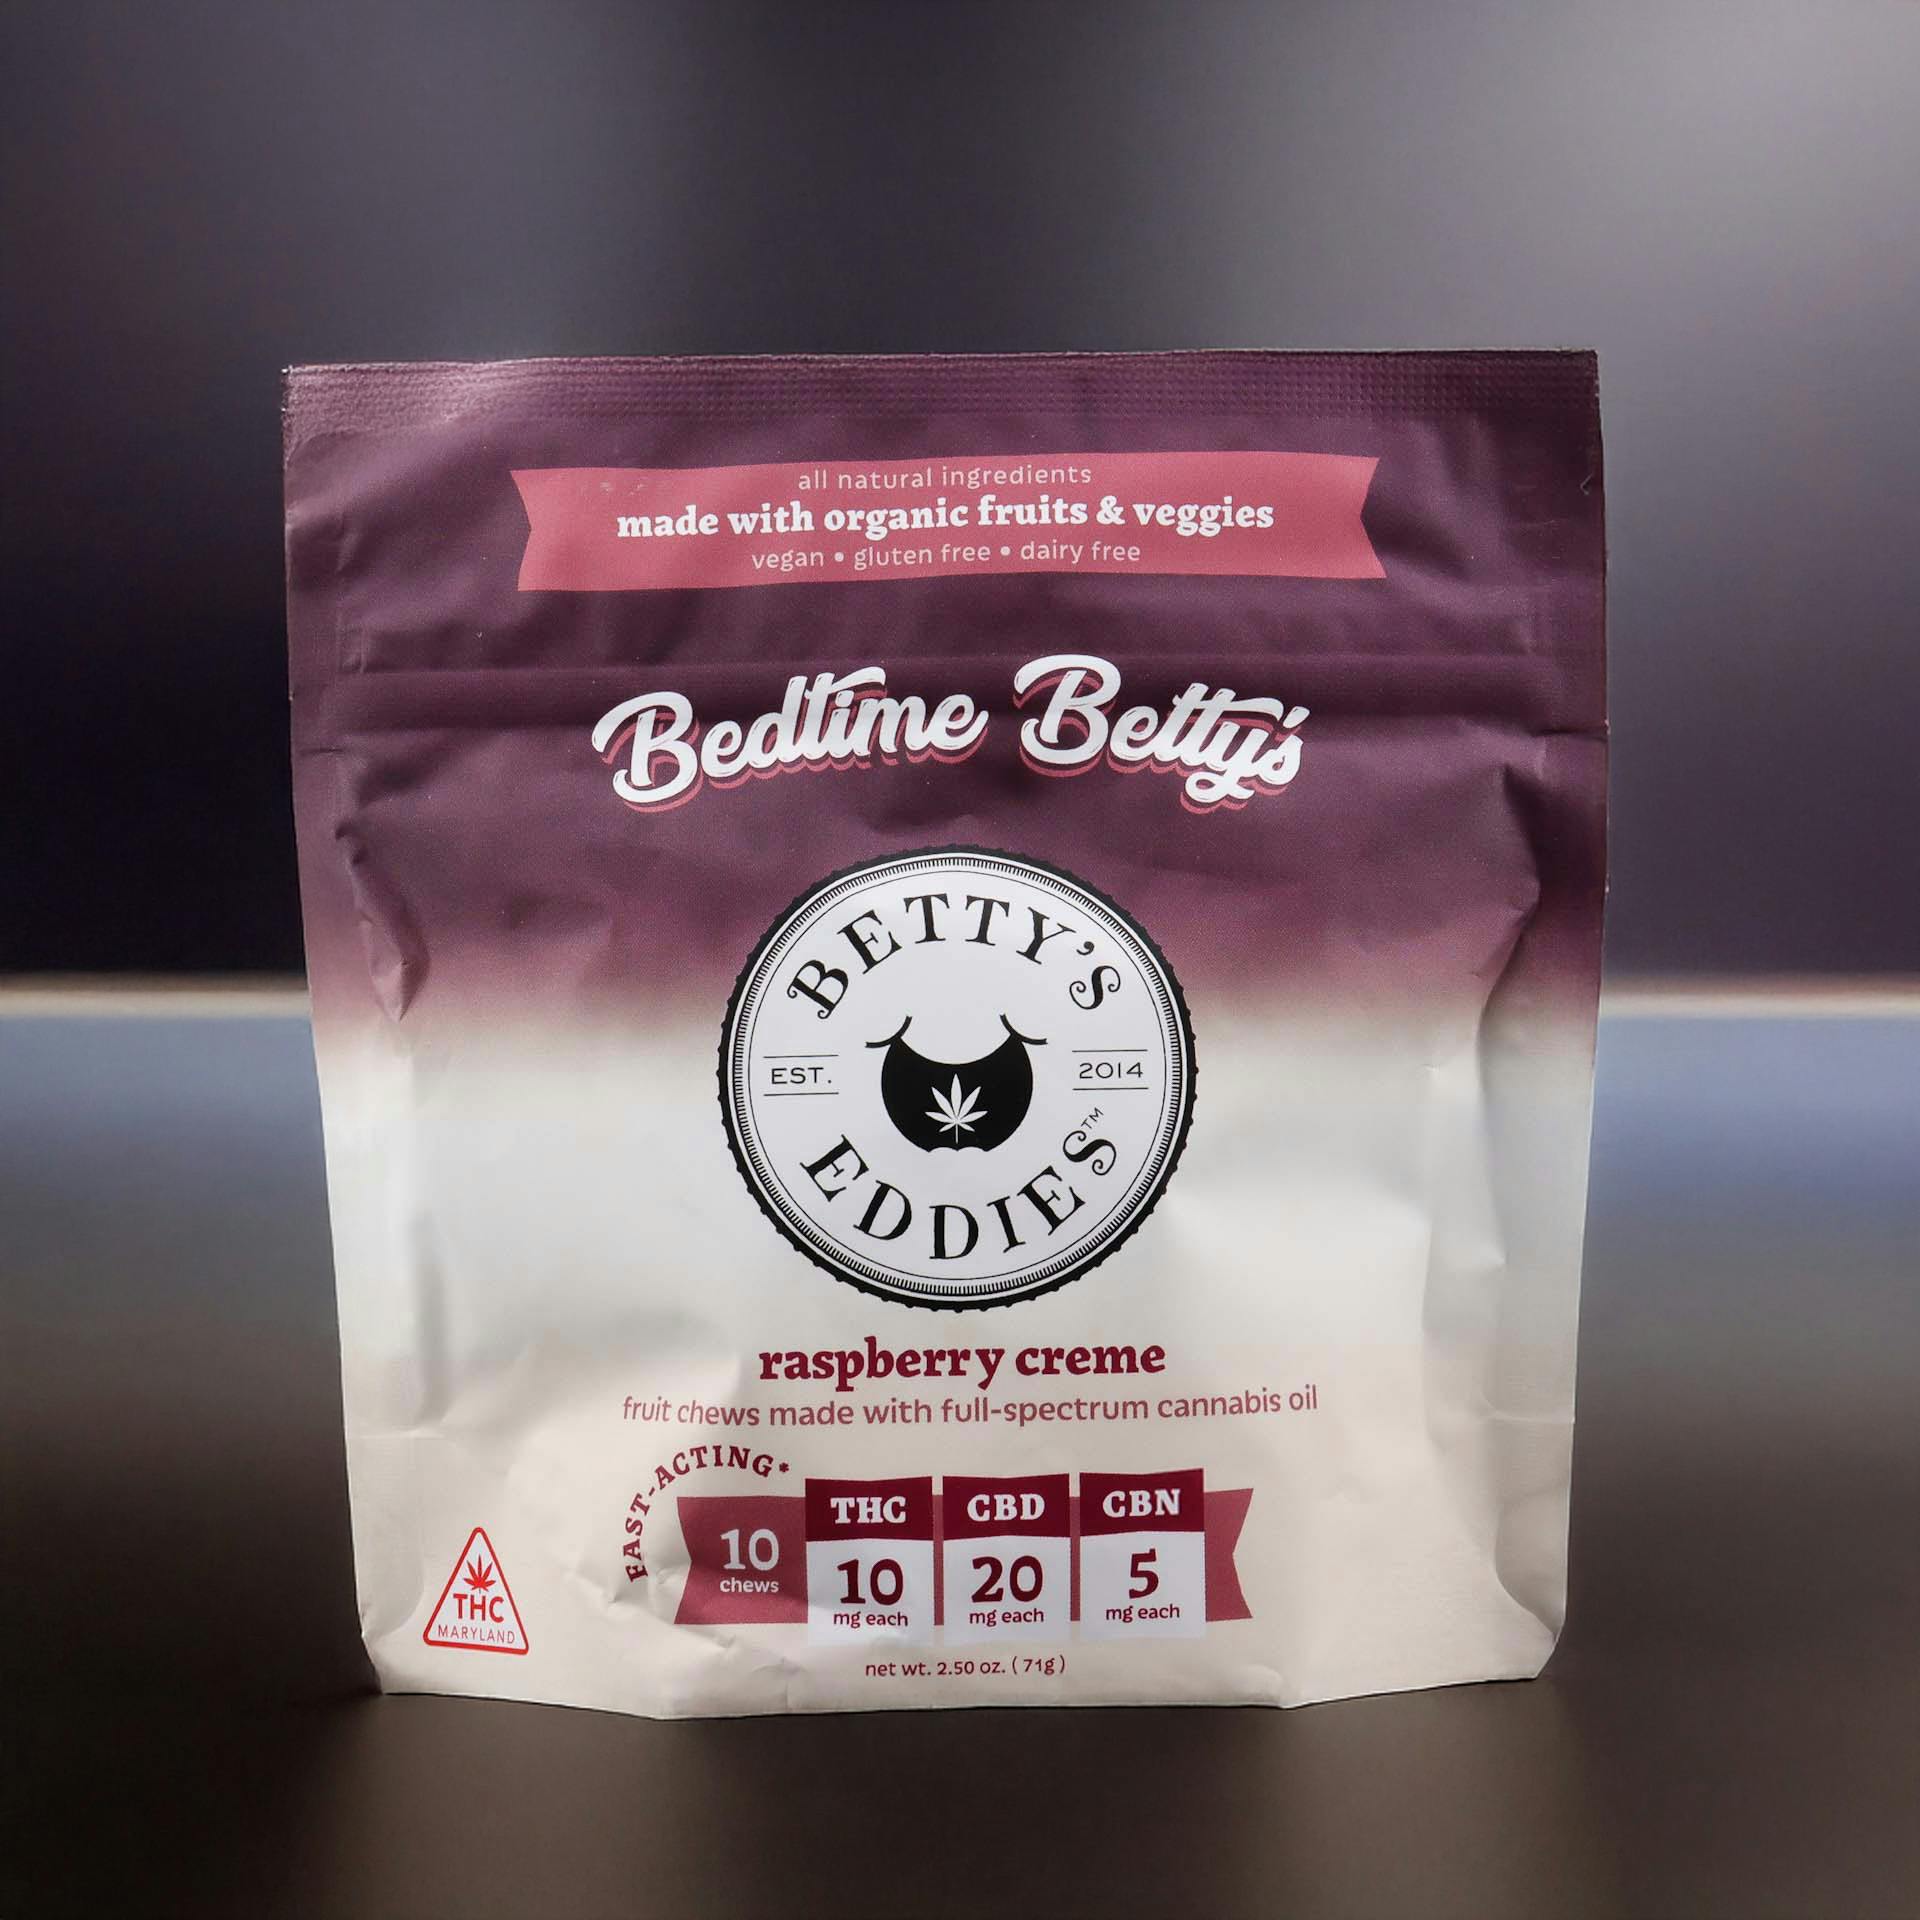 all natural ingredients
made with organic fruits & veggies
vegan • gluten free • dairy free
Bedtime Betty's
BETTY'S
EST. 2014
EDDIES™
raspberry creme
fruit chews made with full-spectrum cannabis oil
FAST-ACTING*
10 chews
THC 10 mg each
CBD 20 mg each
CBN 5 mg each
THC
MARYLAND
net wt. 2.50 oz. (71g)